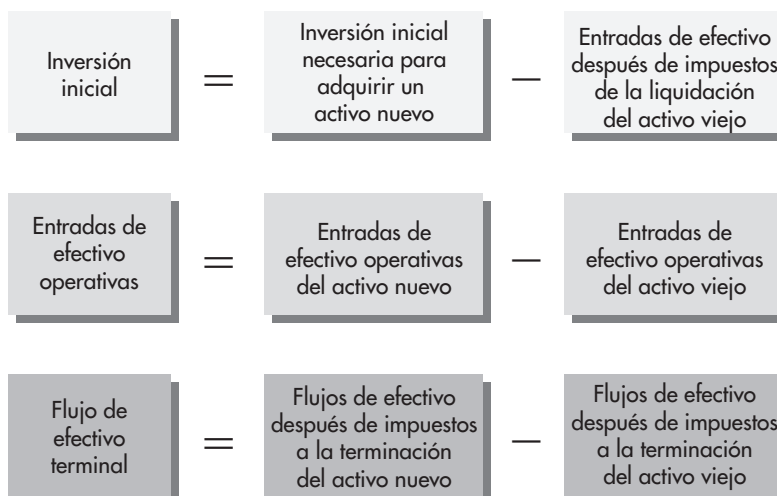 Inversión
inicial
=
Inversión inicial
necesaria para
adquirir un
activo nuevo
−
Entradas de efectivo
después de impuestos
de la liquidación
del activo viejo
Entradas de
efectivo
operativas
=
Entradas de
efectivo operativas
del activo nuevo
−
Entradas de
efectivo operativas
del activo viejo
Flujo de
efectivo
terminal
=
Flujos de efectivo
después de impuestos
a la terminación
del activo nuevo
−
Flujos de efectivo
después de impuestos
a la terminación
del activo viejo